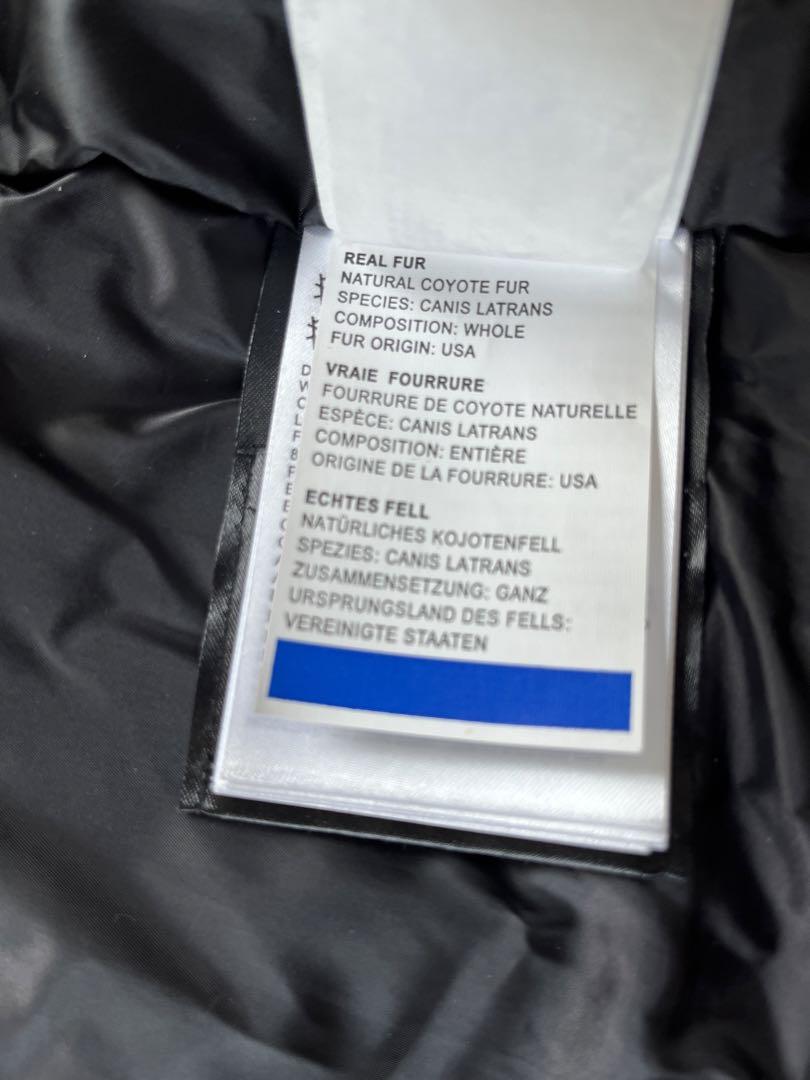 REAL FUR
NATURAL COYOTE FUR
SPECIES: CANIS LATRANS
COMPOSITION: WHOLE
FUR ORIGIN: USA
VRAIE FOURRURE
FOURRURE DE COYOTE NATURELLE
ESPÈCE: CANIS LATRANS
COMPOSITION: ENTIÈRE
ORIGINE DE LA FOURRURE: USA
ECHTES FELL
NATÜRLICHES KOJOTENFELL
SPEZIES: CANIS LATRANS
ZUSAMMENSETZUNG: GANZ
URSPRUNGSLAND DES FELLS:
VEREINIGTE STAATEN